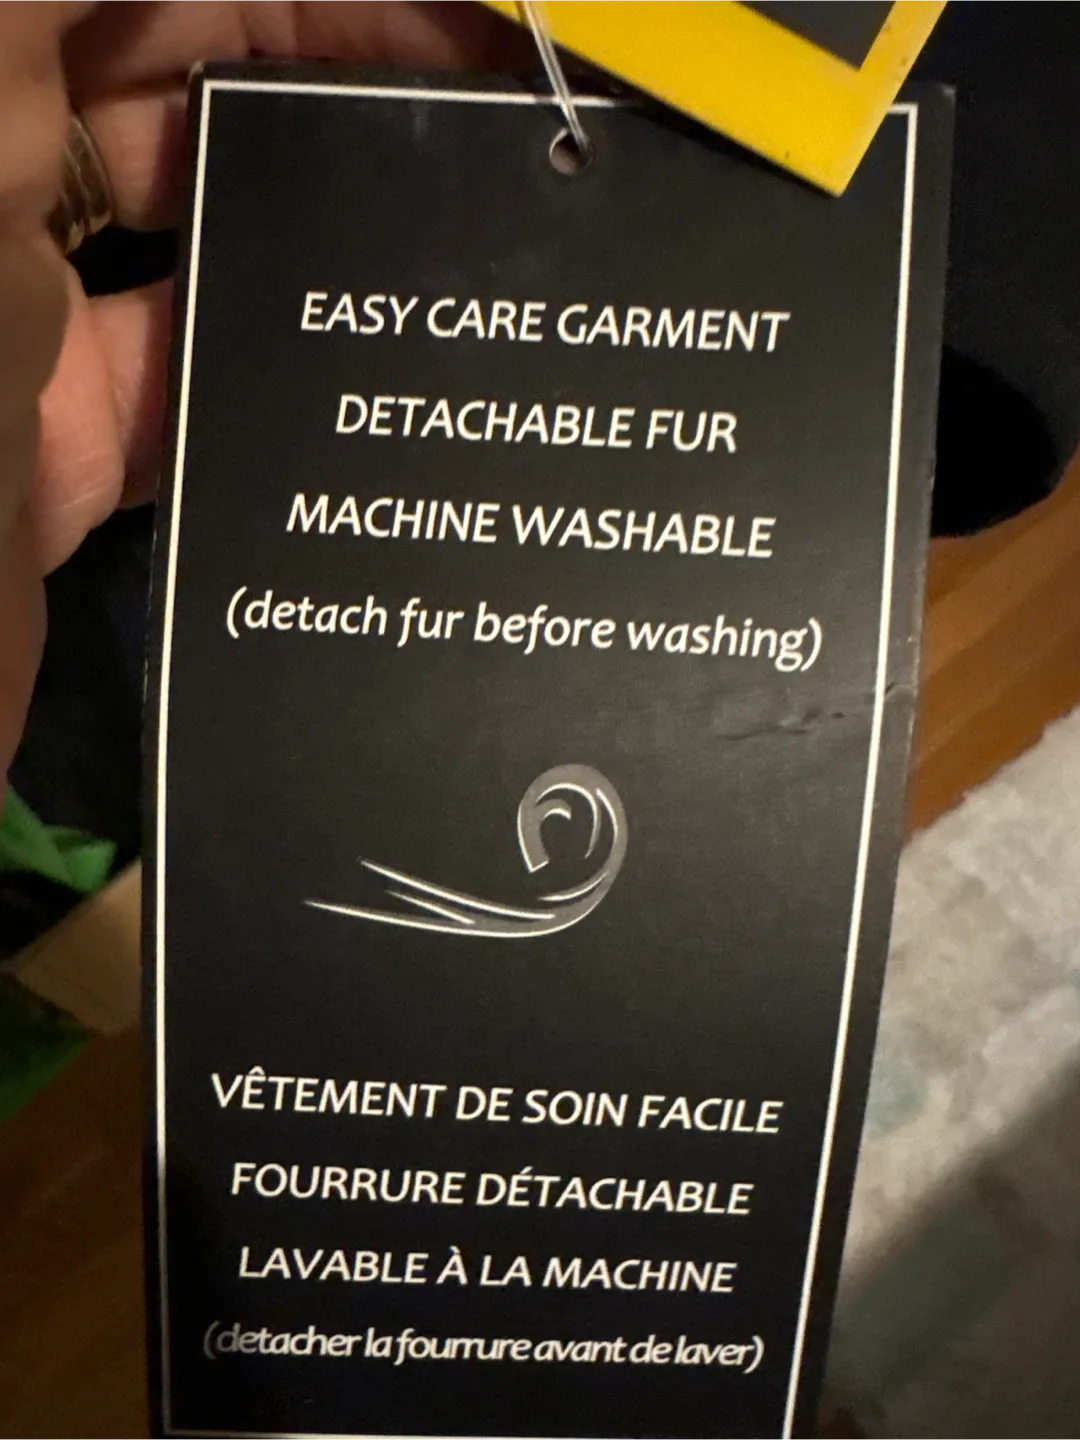 EASY CARE GARMENT
DETACHABLE FUR
MACHINE WASHABLE
(detach fur before washing)
VÊTEMENT DE SOIN FACILE
FOURRURE DÉTACHABLE
LAVABLE À LA MACHINE
(detacher la fourrure avant de laver)